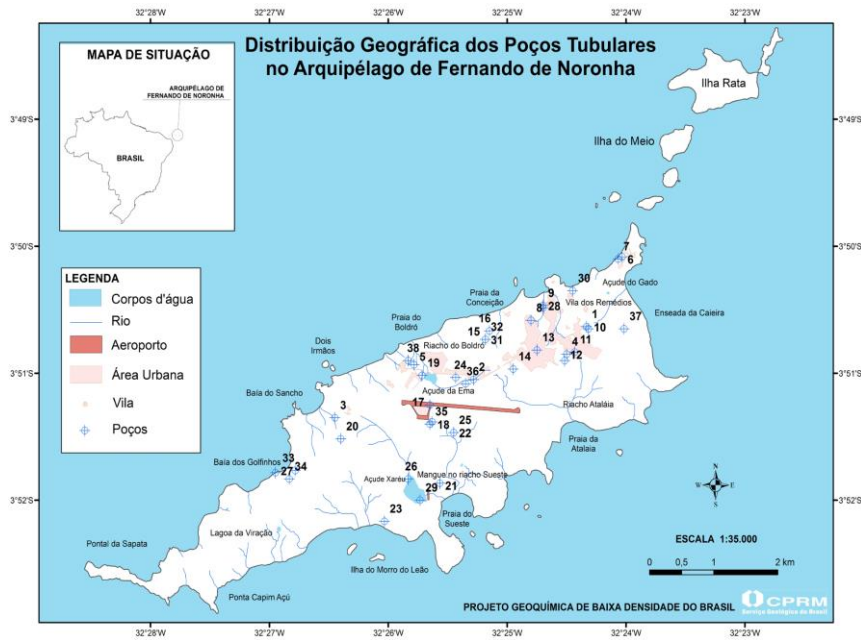 32°28'W 32°27'W 32°26'W 32°25'W 32°24'W 32°23'W
MAPA DE SITUAÇÃO
ARQUIPÉLAGO DE
FERNANDO DE NORONHA
BRASIL
Distribuição Geográfica dos Poços Tubulares
no Arquipélago de Fernando de Noronha
Ilha Rata
3°49'S 3°49'S
Ilha do Meio
3°50'S 3°50'S
7
6
LEGENDA
Corpos d'água
Rio
Aeroporto
Área Urbana
Vila
Poços
30
Açude do Gado
9
Praia da
Conceição
8 28
Vila dos Remédios
Enseada da Caieira
16
1
37
Praia do
Boldró
15 32
10
31
13
11
Riacho do Boldró
4
Dois
Irmãos
38
5 19
14
12
24 2
36
3°51'S 3°51'S
Açude da Ema
Baía do Sancho
17
3
35
Riacho Ataláia
20
18
25
22
Praia da
Atalaia
33
Baía dos Golfinhos
27 34
26
Mangue no riacho Sueste
Açude Xaréu
29 21
3°52'S 3°52'S
N
W E
S
23
Praia do
Sueste
Lagoa da Viração
Pontal da Sapata
ESCALA 1:35.000
0 0,5 1 2 km
Ilha do Morro do Leão
Ponta Capim Açú
PROJETO GEOQUÍMICA DE BAIXA DENSIDADE DO BRASIL
CPRM
Serviço Geológico do Brasil
32°28'W 32°27'W 32°26'W 32°25'W 32°24'W 32°23'W